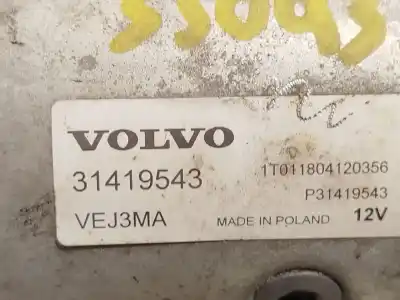 VOLVO
31419543
1T011804120356
P31419543
VEJ3MA
MADE IN POLAND 12V